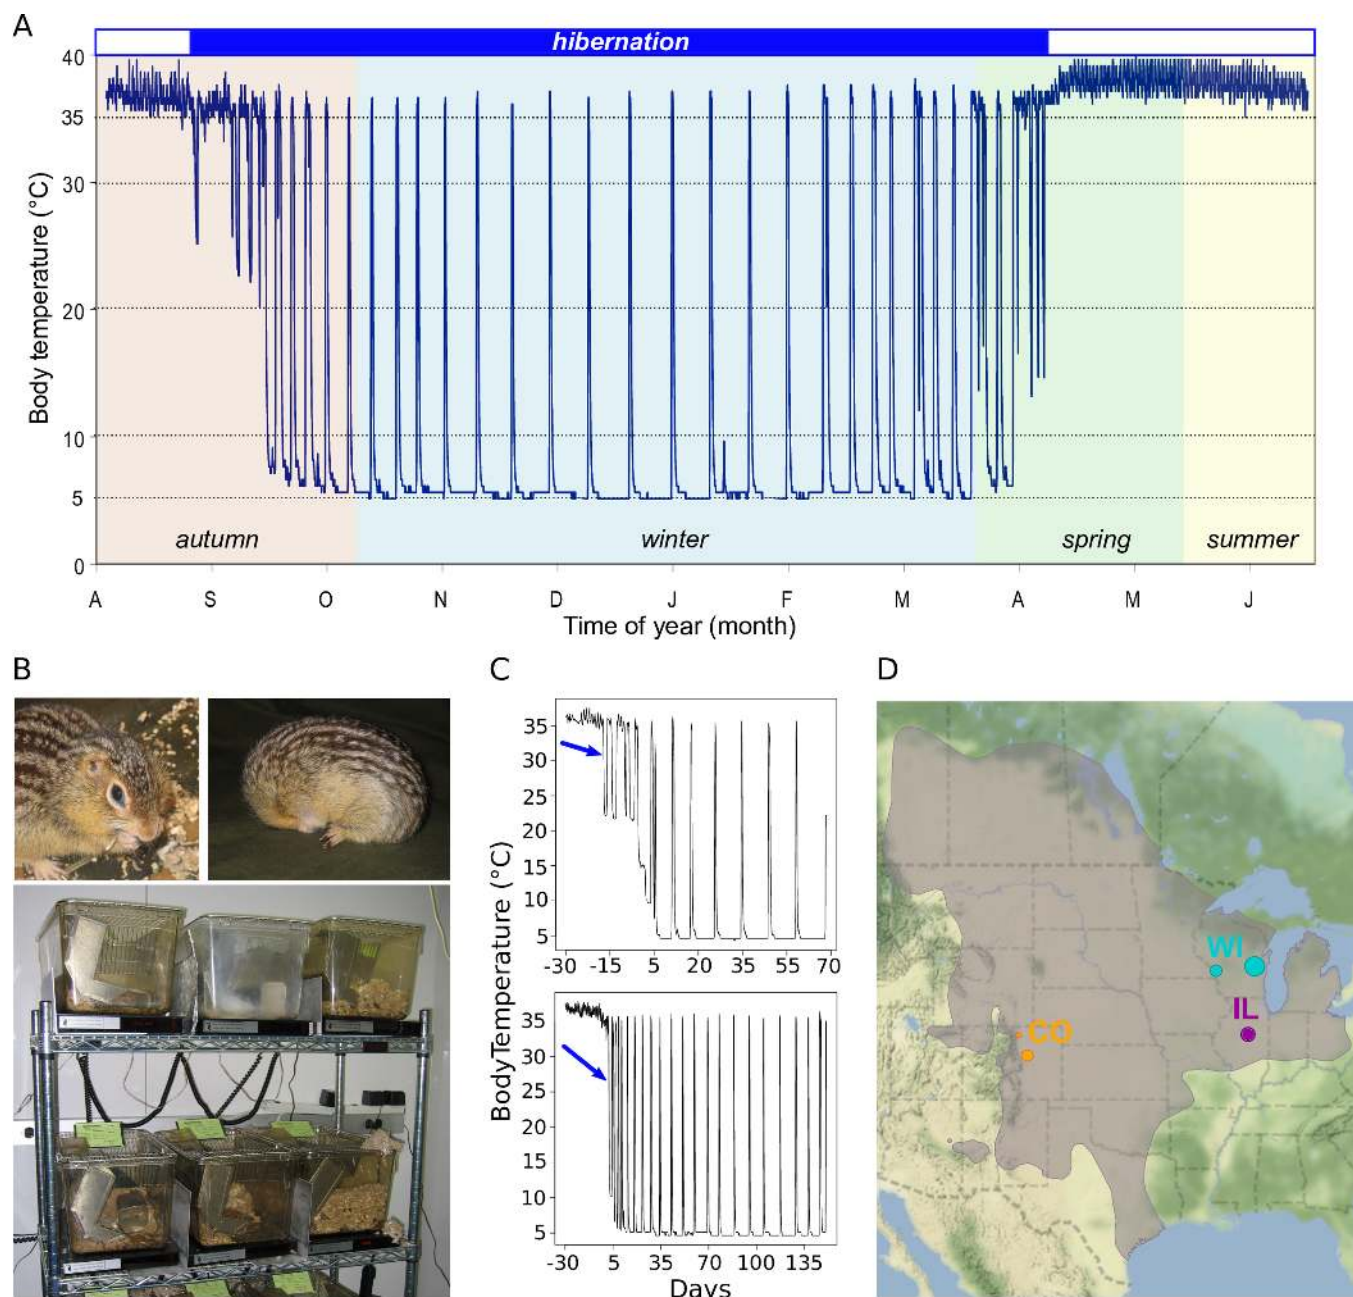 A
hibernation
40
35
30
20
10
5
0
Body temperature (°C)
autumn
winter
spring
summer
A S O N D J F M A M J
Time of year (month)
B
C
D
35
30
25
20
15
10
5
-30 -15 5 20 35 55 70
35
30
25
20
15
10
5
-30 5 35 70 100 135
BodyTemperature (°C)
Days
WI
IL
CO